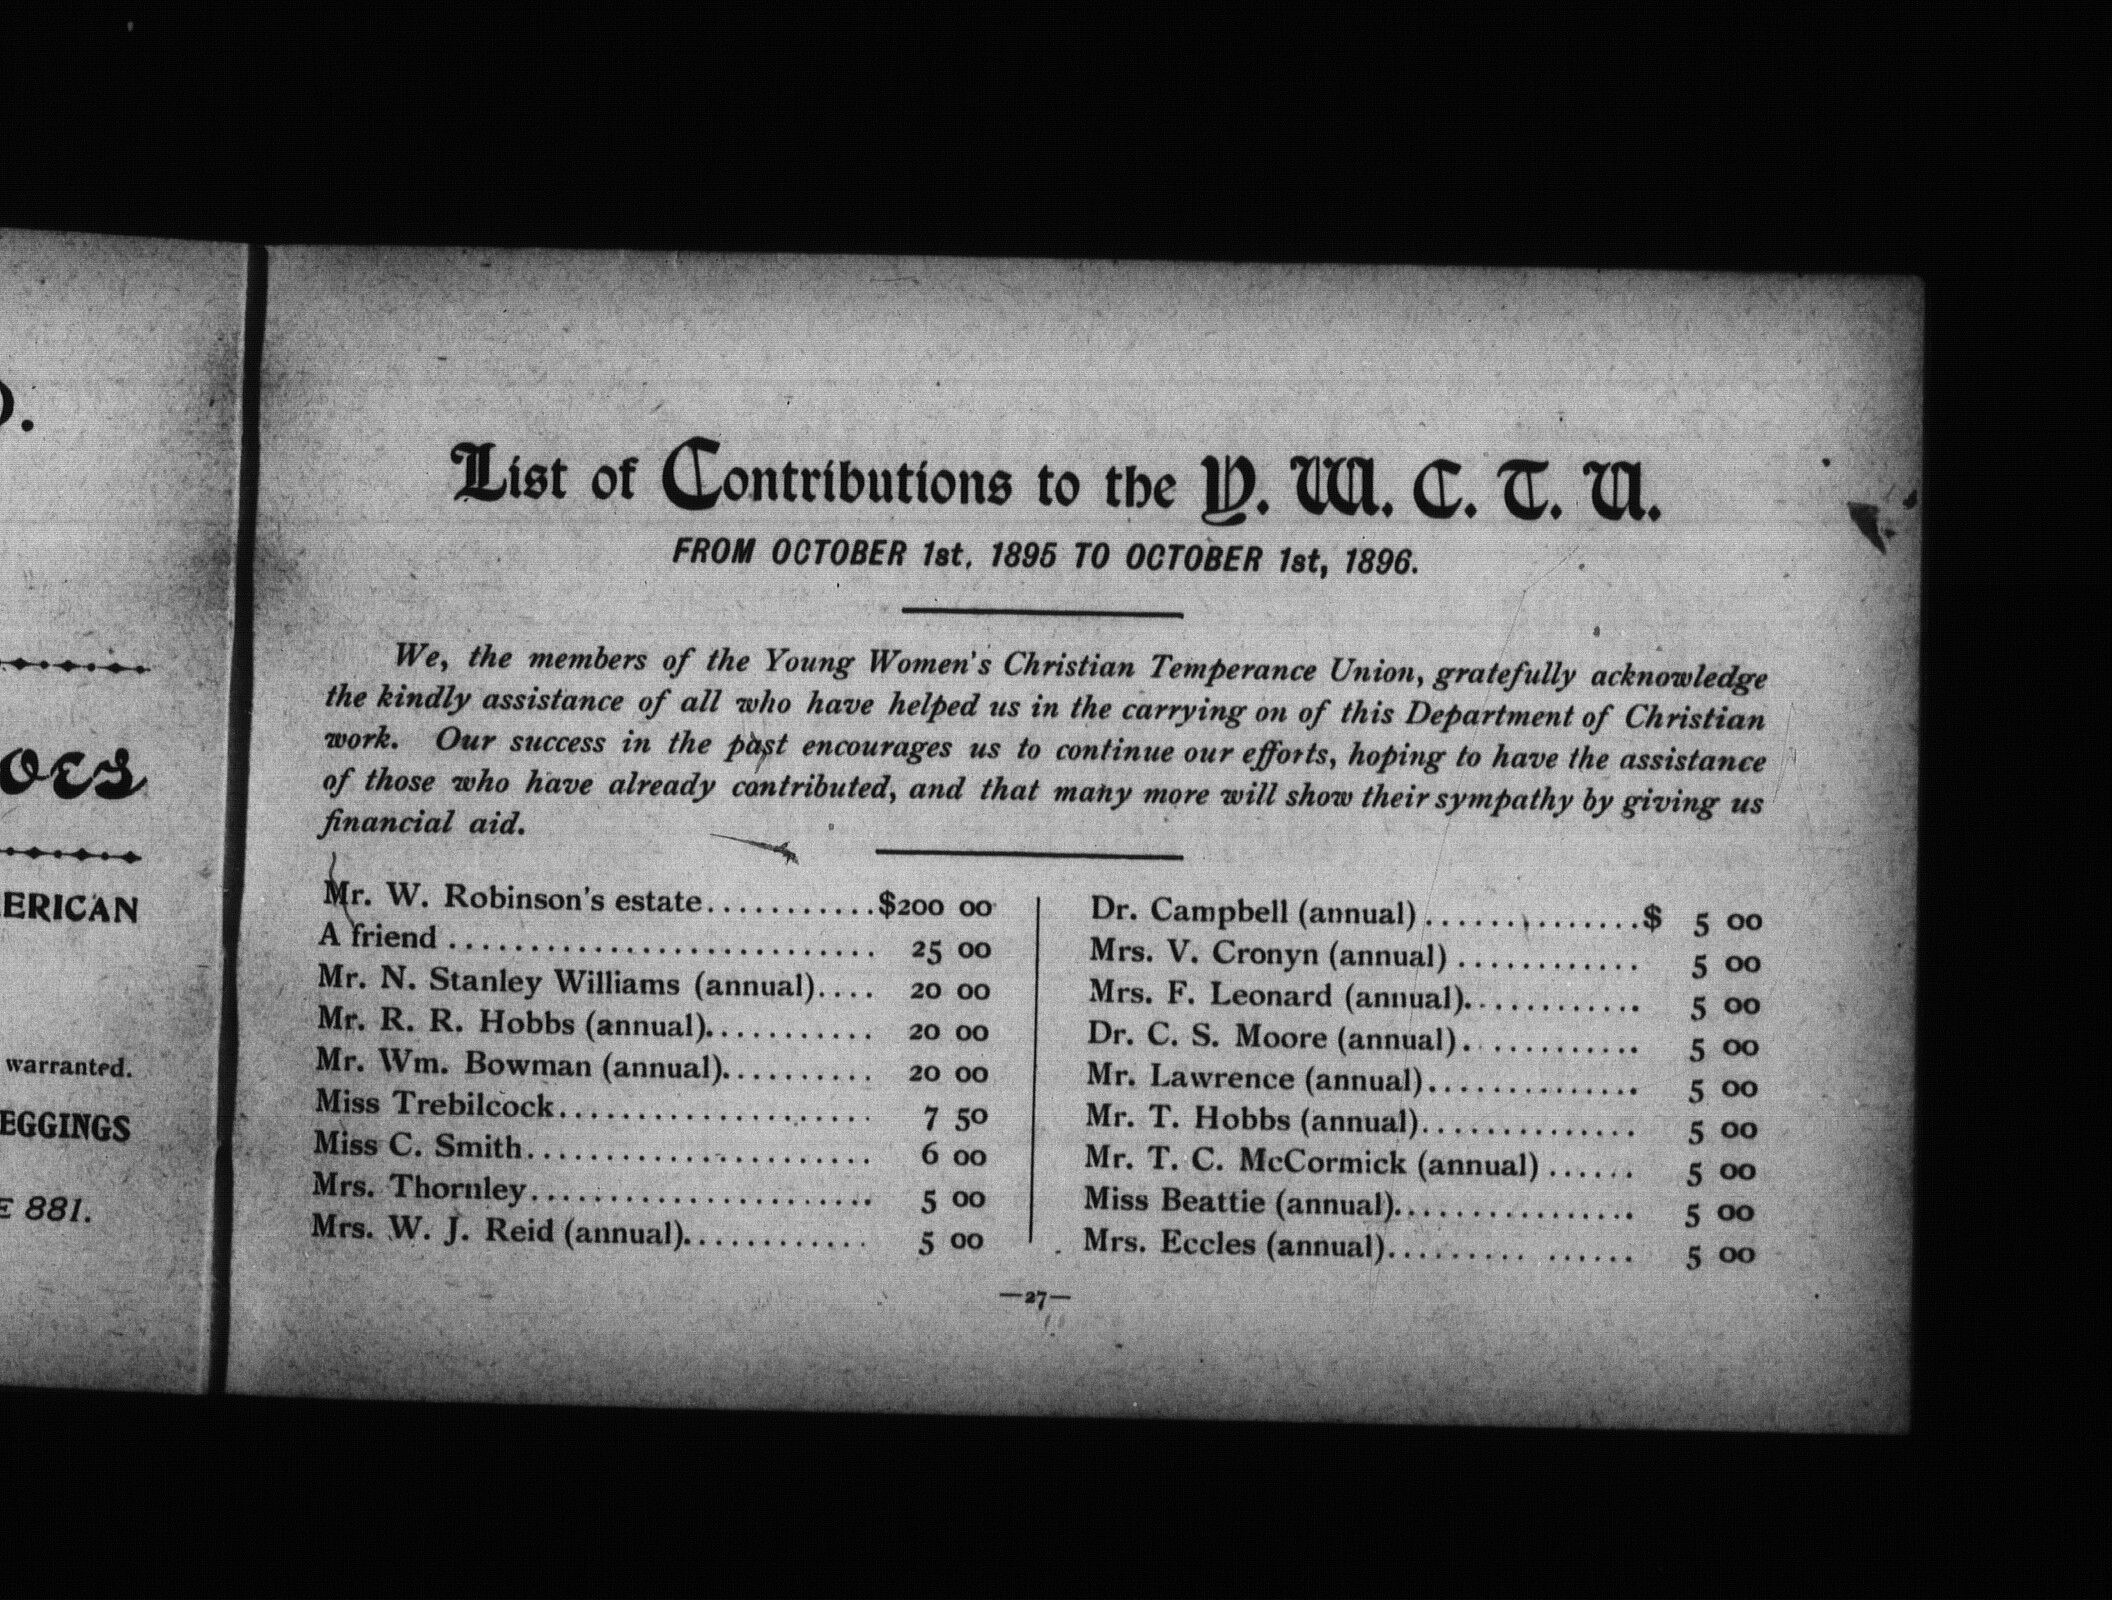 .
ERICAN
warranted.
EGGINGS
E 881.
List of Contributions to the Y. W. C. T. U.
FROM OCTOBER 1st, 1895 TO OCTOBER 1st, 1896.
We, the members of the Young Women's Christian Temperance Union, gratefully acknowledge
the kindly assistance of all who have helped us in the carrying on of this Department of Christian
work. Our success in the past encourages us to continue our efforts, hoping to have the assistance
of those who have already contributed, and that many more will show their sympathy by giving us
financial aid.
Mr. W. Robinson's estate...........$200 00
A friend ........................... 25 00
Mr. N. Stanley Williams (annual).... 20 00
Mr. R. R. Hobbs (annual)........... 20 00
Mr. Wm. Bowman (annual).......... 20 00
Miss Trebilcock.................... 7 50
Miss C. Smith...................... 6 00
Mrs. Thornley...................... 5 00
Mrs. W. J. Reid (annual)............ 5 00
Dr. Campbell (annual)..............$ 5 00
Mrs. V. Cronyn (annual) ............ 5 00
Mrs. F. Leonard (annual)............ 5 00
Dr. C. S. Moore (annual)............ 5 00
Mr. Lawrence (annual).............. 5 00
Mr. T. Hobbs (annual).............. 5 00
Mr. T. C. McCormick (annual) ...... 5 00
Miss Beattie (annual)................ 5 00
Mrs. Eccles (annual)......... ...... 5 00
—27—